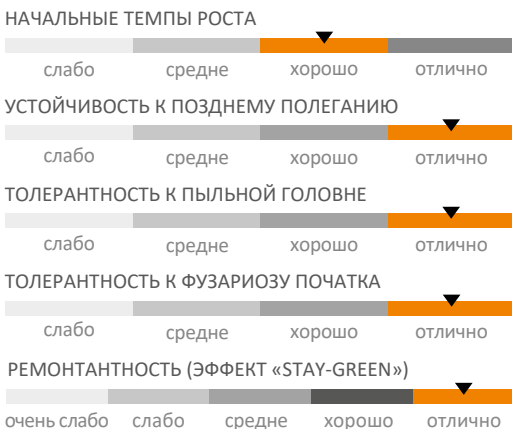 НАЧАЛЬНЫЕ ТЕМПЫ РОСТА
слабо средне хорошо отлично
УСТОЙЧИВОСТЬ К ПОЗДНЕМУ ПОЛЕГАНИЮ
слабо средне хорошо отлично
ТОЛЕРАНТНОСТЬ К ПЫЛЬНОЙ ГОЛОВНЕ
слабо средне хорошо отлично
ТОЛЕРАНТНОСТЬ К ФУЗАРИОЗУ ПОЧАТКА
слабо средне хорошо отлично
РЕМОНТАНТНОСТЬ (ЭФФЕКТ «STAY-GREEN»)
очень слабо слабо средне хорошо отлично